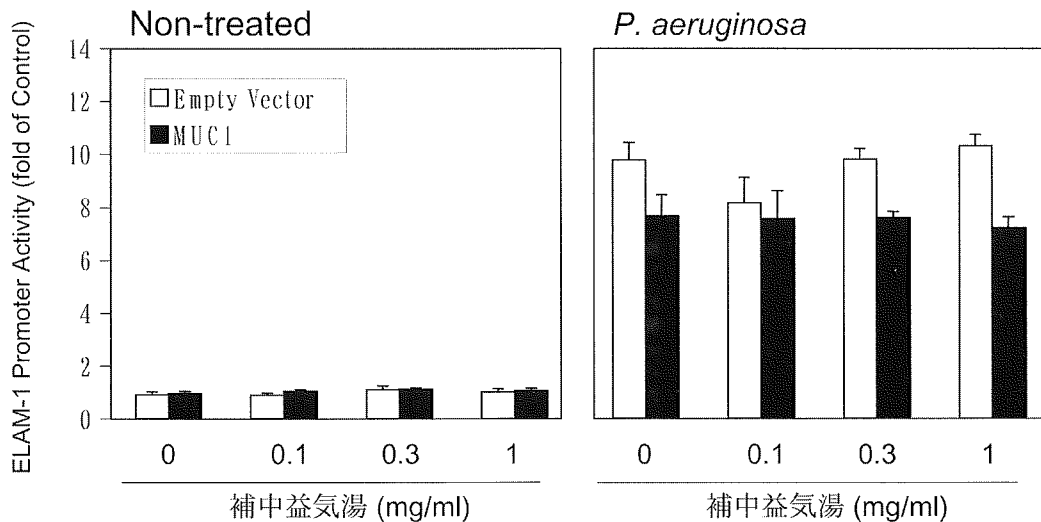 Non-treated
P. aeruginosa
ELAM-1 Promoter Activity (fold of Control)
14
12
10
8
6
4
2
0
Empty Vector
MUC1
0 0.1 0.3 1
補中益気湯 (mg/ml)
0 0.1 0.3 1
補中益気湯 (mg/ml)